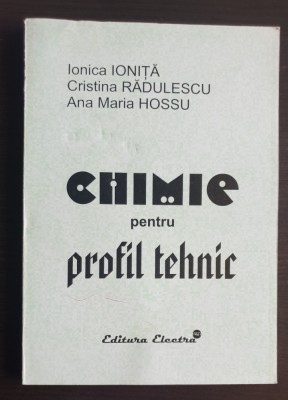 Ionica IONIȚĂ
Cristina RĂDULESCU
Ana Maria HOSSU
CHIMIE
pentru
profil tehnic
Editura Electra